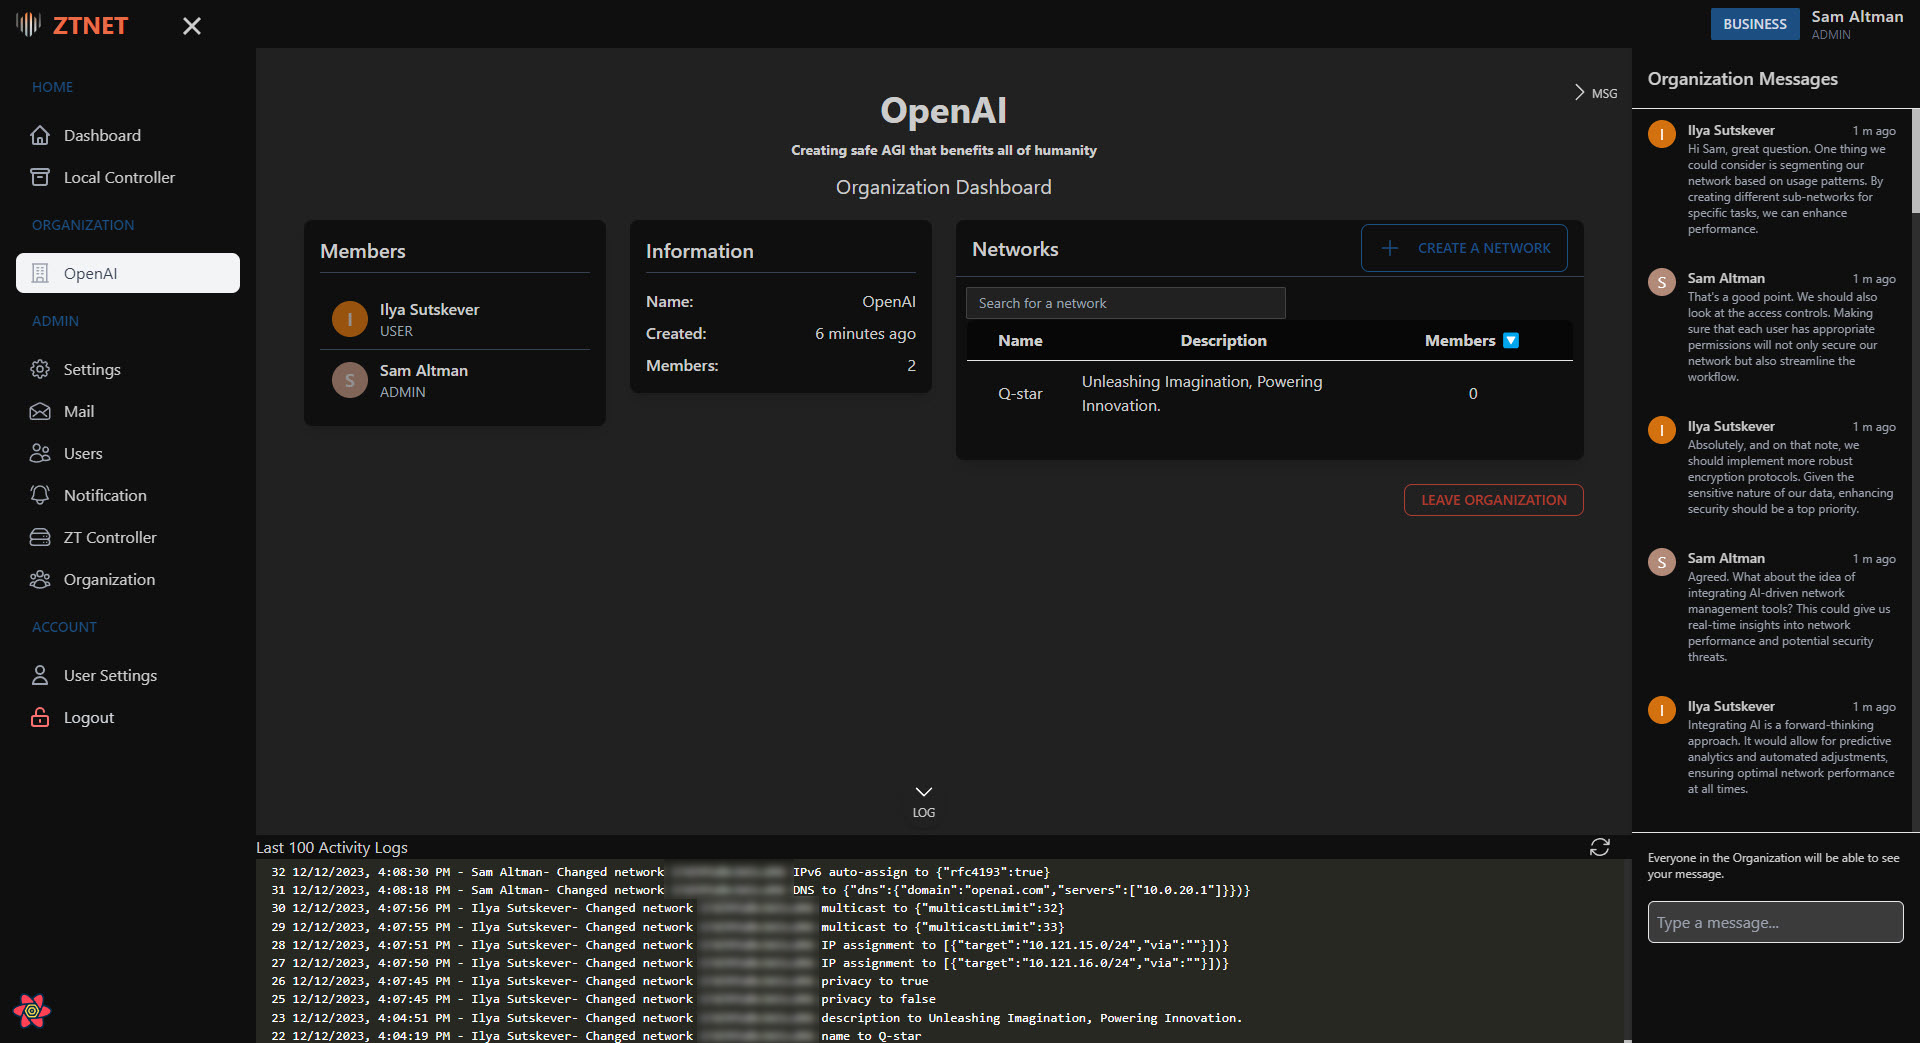 ZTNET
BUSINESS
Sam Altman
ADMIN
HOME
Dashboard
Local Controller
ORGANIZATION
OpenAI
ADMIN
Settings
Mail
Users
Notification
ZT Controller
Organization
ACCOUNT
User Settings
Logout
MSG
OpenAI
Creating safe AGI that benefits all of humanity
Organization Dashboard
Members
I
Ilya Sutskever
USER
S
Sam Altman
ADMIN
Information
Name: OpenAI
Created: 6 minutes ago
Members: 2
Networks
CREATE A NETWORK
Search for a network
Name Description Members
Q-star Unleashing Imagination, Powering 0
Innovation.
LEAVE ORGANIZATION
LOG
Last 100 Activity Logs
32 12/12/2023, 4:08:30 PM - Sam Altman- Changed network IPv6 auto-assign to {"rfc4193":true}
31 12/12/2023, 4:08:18 PM - Sam Altman- Changed network DNS to {"dns":{"domain":"openai.com","servers":["10.0.20.1"]}})
30 12/12/2023, 4:07:56 PM - Ilya Sutskever- Changed network multicast to {"multicastLimit":32}
29 12/12/2023, 4:07:55 PM - Ilya Sutskever- Changed network multicast to {"multicastLimit":33}
28 12/12/2023, 4:07:51 PM - Ilya Sutskever- Changed network IP assignment to [{"target":"10.121.15.0/24","via":""}])}
27 12/12/2023, 4:07:50 PM - Ilya Sutskever- Changed network IP assignment to [{"target":"10.121.16.0/24","via":""}])}
26 12/12/2023, 4:07:45 PM - Ilya Sutskever- Changed network privacy to true
25 12/12/2023, 4:07:45 PM - Ilya Sutskever- Changed network privacy to false
23 12/12/2023, 4:04:51 PM - Ilya Sutskever- Changed network description to Unleashing Imagination, Powering Innovation.
22 12/12/2023, 4:04:19 PM - Ilya Sutskever- Changed network name to Q-star
Organization Messages
I
Ilya Sutskever 1 m ago
Hi Sam, great question. One thing we
could consider is segmenting our
network based on usage patterns. By
creating different sub-networks for
specific tasks, we can enhance
performance.
S
Sam Altman 1 m ago
That's a good point. We should also
look at the access controls. Making
sure that each user has appropriate
permissions will not only secure our
network but also streamline the
workflow.
I
Ilya Sutskever 1 m ago
Absolutely, and on that note, we
should implement more robust
encryption protocols. Given the
sensitive nature of our data, enhancing
security should be a top priority.
S
Sam Altman 1 m ago
Agreed. What about the idea of
integrating AI-driven network
management tools? This could give us
real-time insights into network
performance and potential security
threats.
I
Ilya Sutskever 1 m ago
Integrating AI is a forward-thinking
approach. It would allow for predictive
analytics and automated adjustments,
ensuring optimal network performance
at all times.
Everyone in the Organization will be able to see
your message.
Type a message...